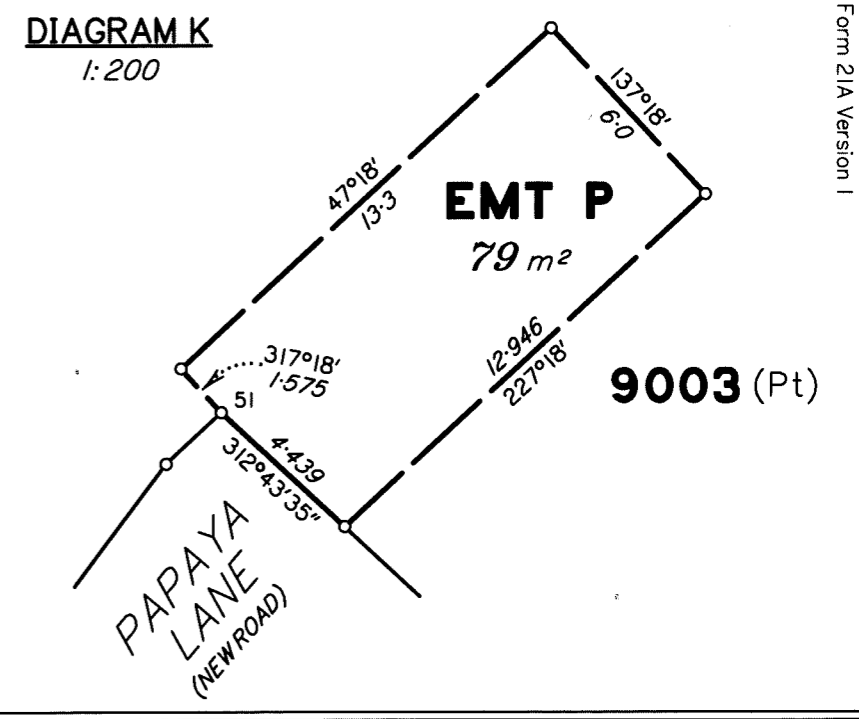 DIAGRAM K
1:200
Form 21A Version 1
137°18'
6·0
47°18'
13·3
EMT P
79 m²
317°18'
1·575
12·946
227°18'
9003 (Pt)
51
4·439
312°43'35"
PAPAYA
LANE
(NEW ROAD)